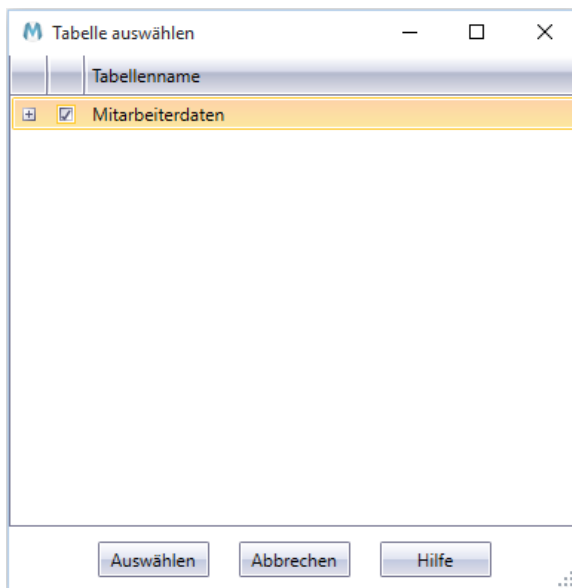 Tabelle auswählen
Tabellenname
Mitarbeiterdaten
Auswählen Abbrechen Hilfe